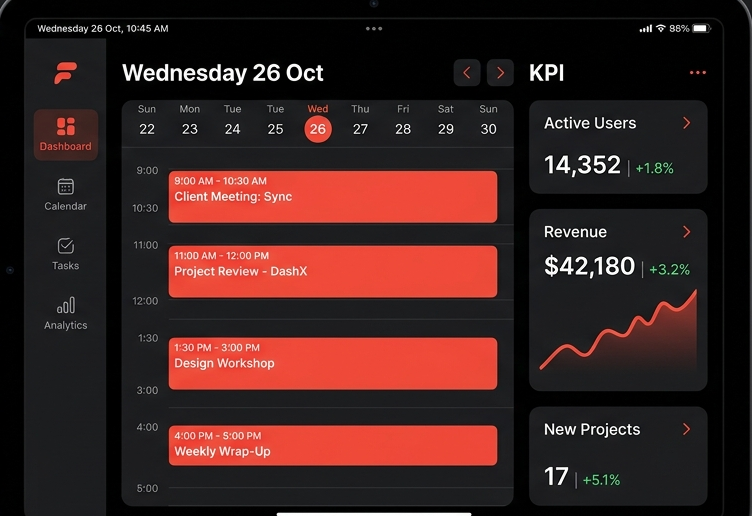 Wednesday 26 Oct, 10:45 AM
88%
Wednesday 26 Oct
KPI
Dashboard
Calendar
Tasks
Analytics
Sun Mon Tue Tue Wed Thu Fri Sat Sun
22 23 24 25 26 27 28 29 30
9:00
9:00 AM - 10:30 AM
Client Meeting: Sync
10:30
11:00
11:00 AM - 12:00 PM
Project Review - DashX
12:00
1:30
1:30 PM - 3:00 PM
Design Workshop
3:00
4:00
4:00 PM - 5:00 PM
Weekly Wrap-Up
5:00
Active Users
14,352 | +1.8%
Revenue
$42,180 | +3.2%
New Projects
17 | +5.1%